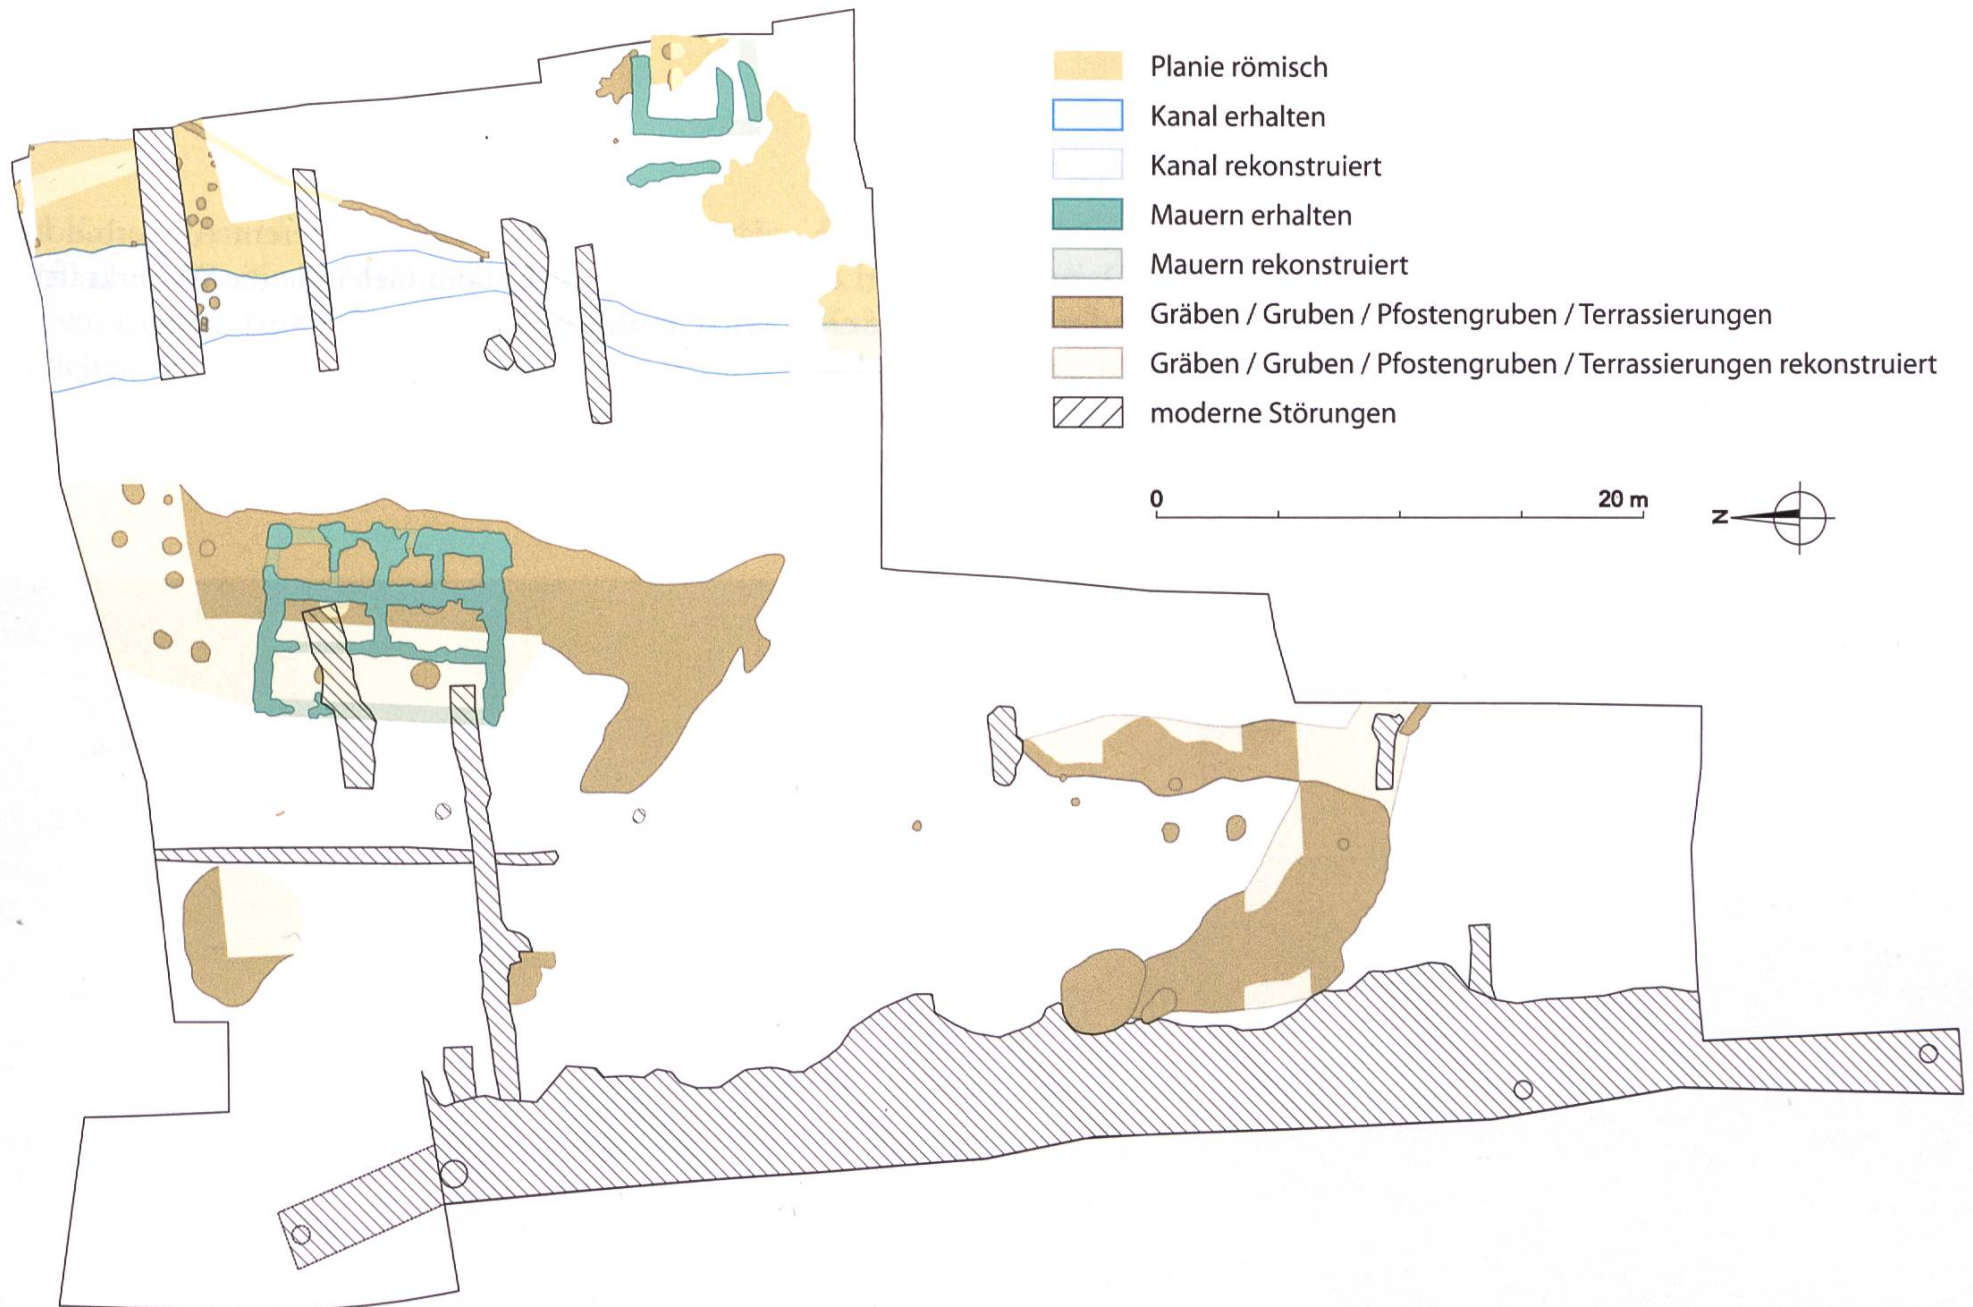 Planie römisch
Kanal erhalten
Kanal rekonstruiert
Mauern erhalten
Mauern rekonstruiert
Gräben / Gruben / Pfostengruben / Terrassierungen
Gräben / Gruben / Pfostengruben / Terrassierungen rekonstruiert
moderne Störungen
0 20 m
N